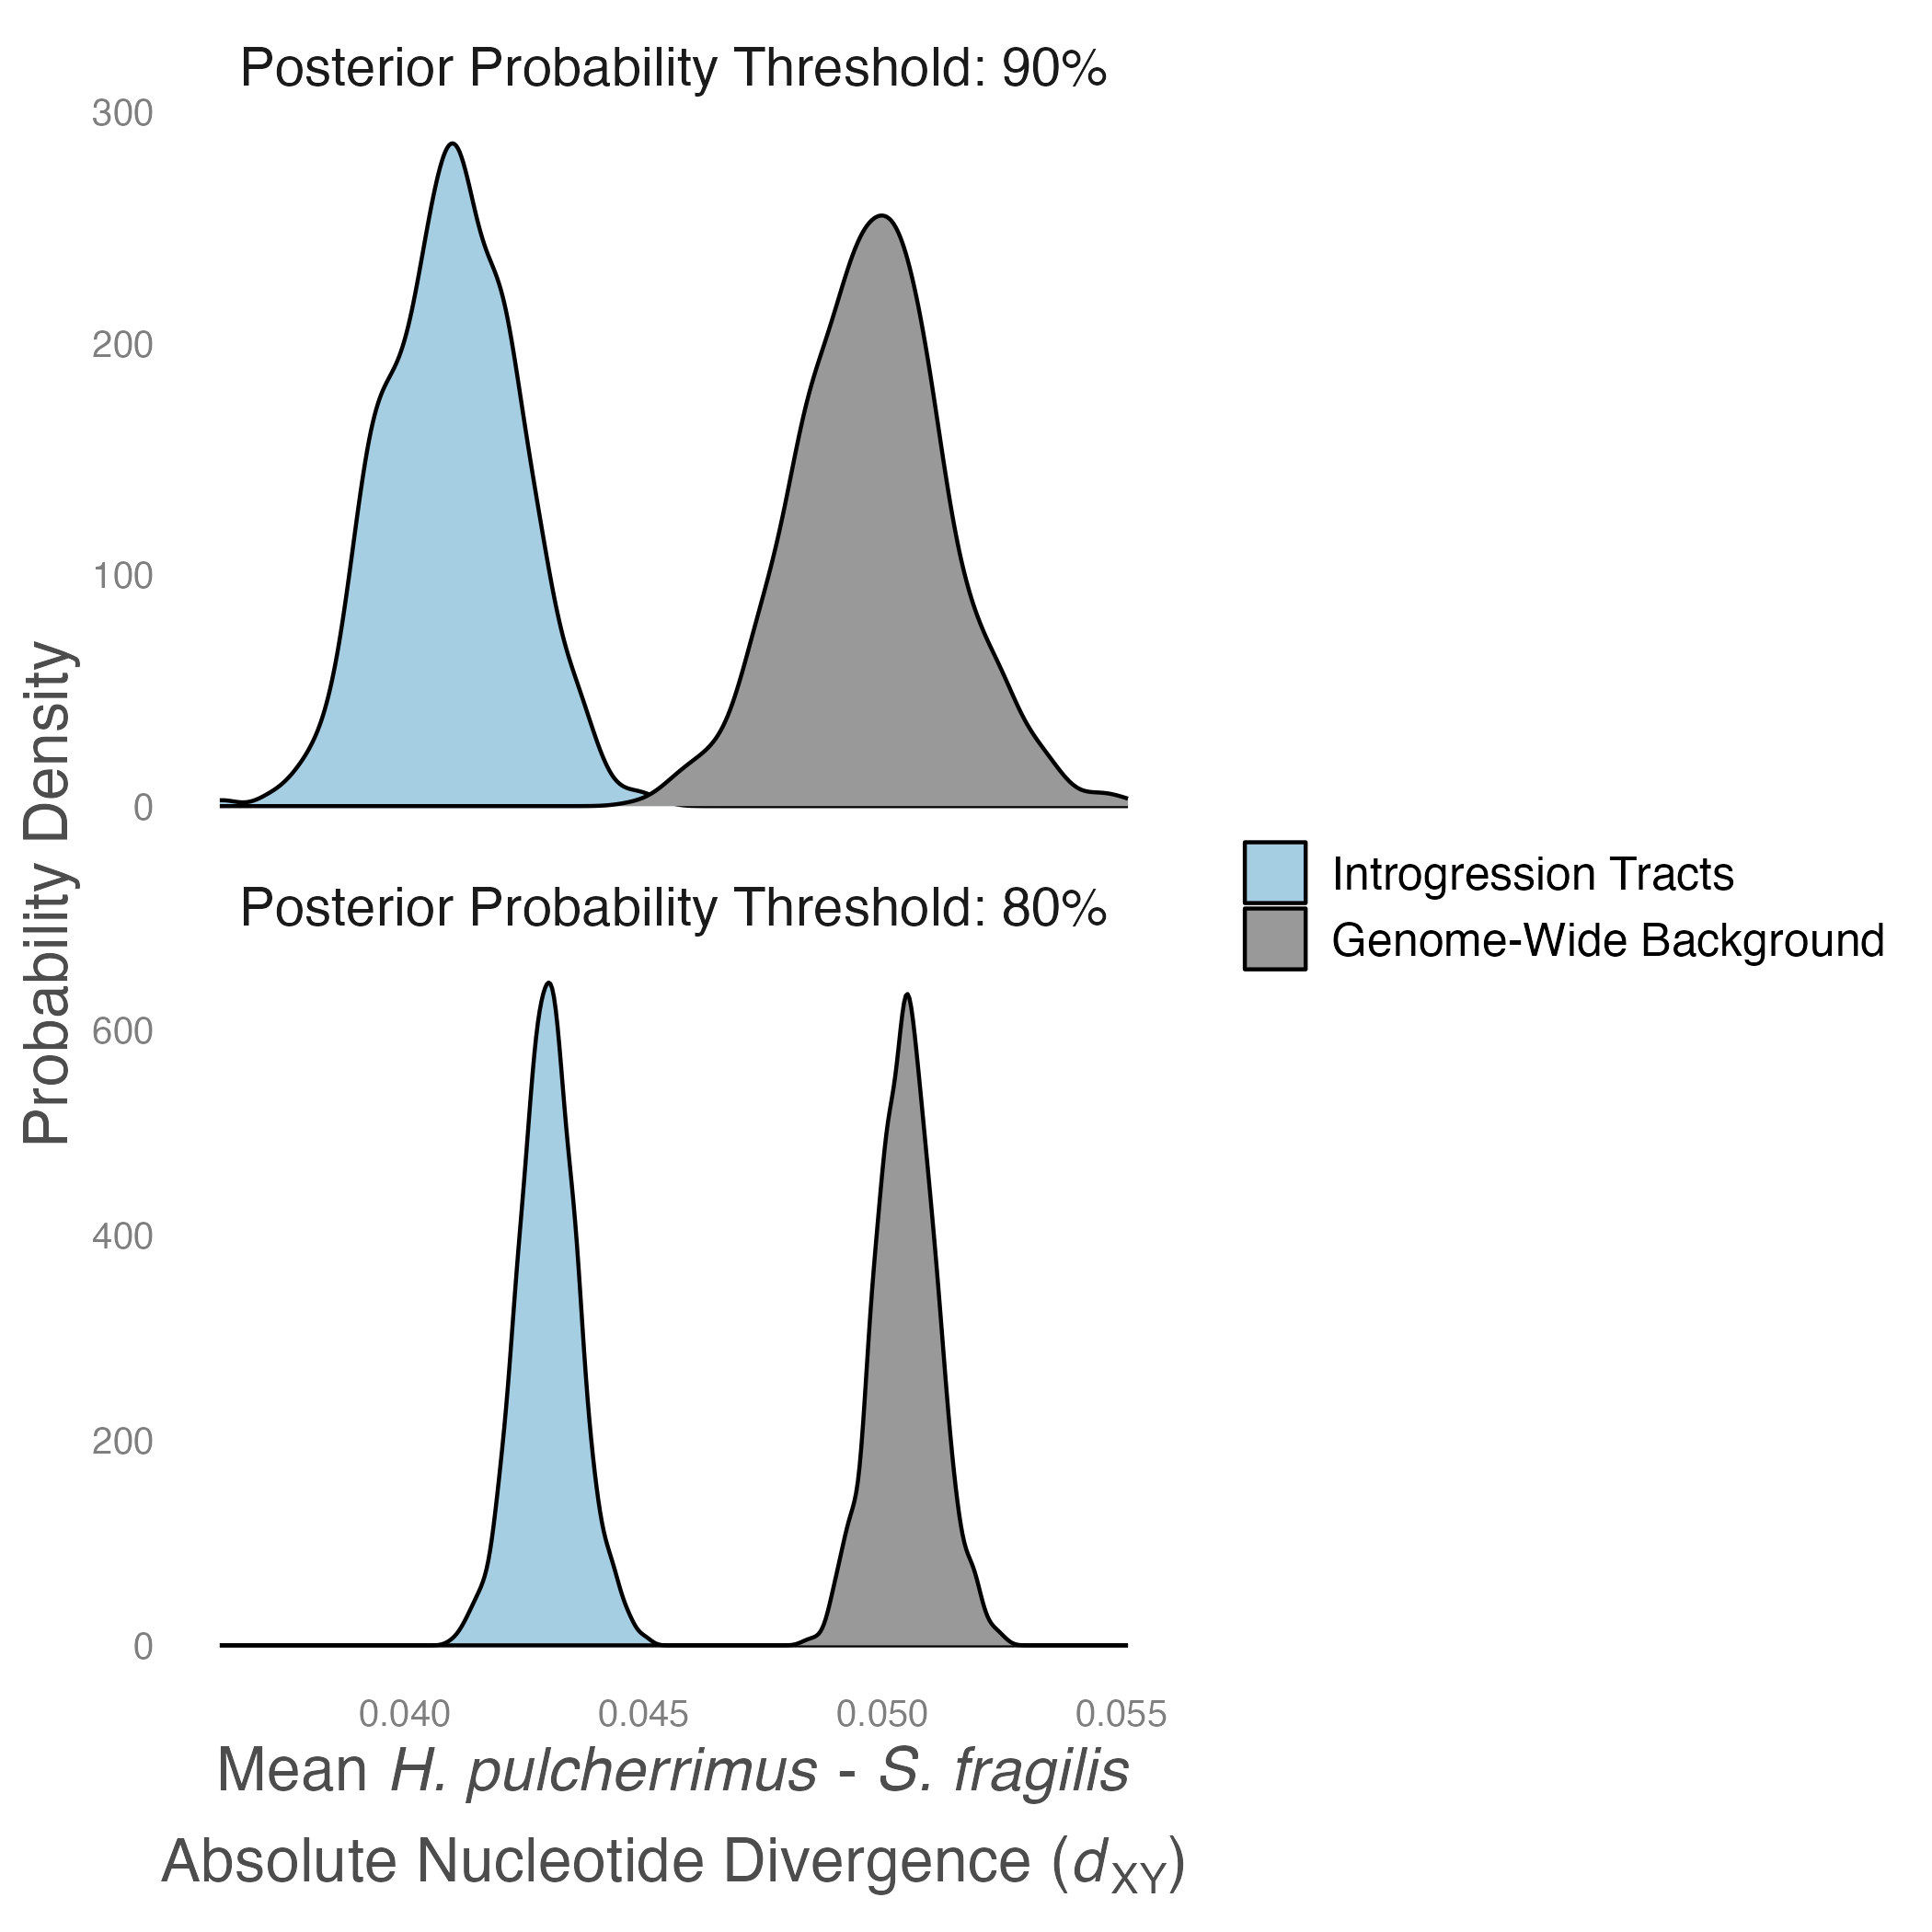 Posterior Probability Threshold: 90%
300
200
100
0
Probability Density
Posterior Probability Threshold: 80%
600
400
200
0
0.040 0.045 0.050 0.055
Mean H. pulcherrimus - S. fragilis
Absolute Nucleotide Divergence (dXY)
Introgression Tracts
Genome-Wide Background